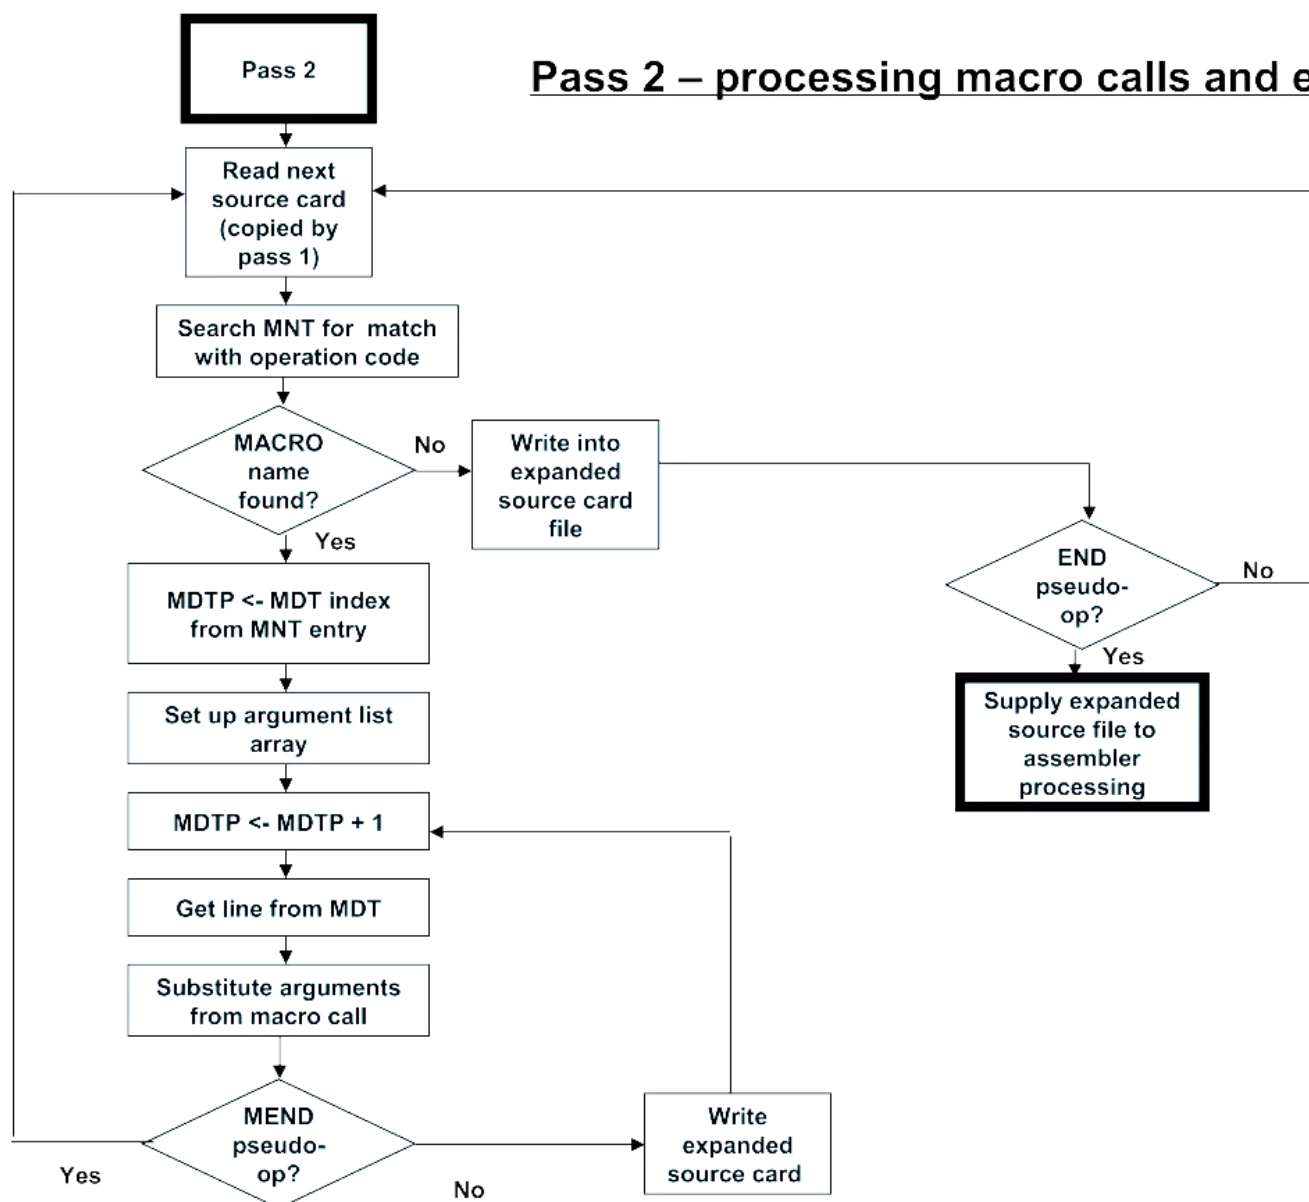 Pass 2
Pass 2 – processing macro calls and e
Read next
source card
(copied by
pass 1)
Search MNT for match
with operation code
MACRO
name
found?
No
Write into
expanded
source card
file
Yes
MDTP <- MDT index
from MNT entry
END
pseudo-
op?
No
Yes
Set up argument list
array
Supply expanded
source file to
assembler
processing
MDTP <- MDTP + 1
Get line from MDT
Substitute arguments
from macro call
MEND
pseudo-
op?
Yes
No
Write
expanded
source card